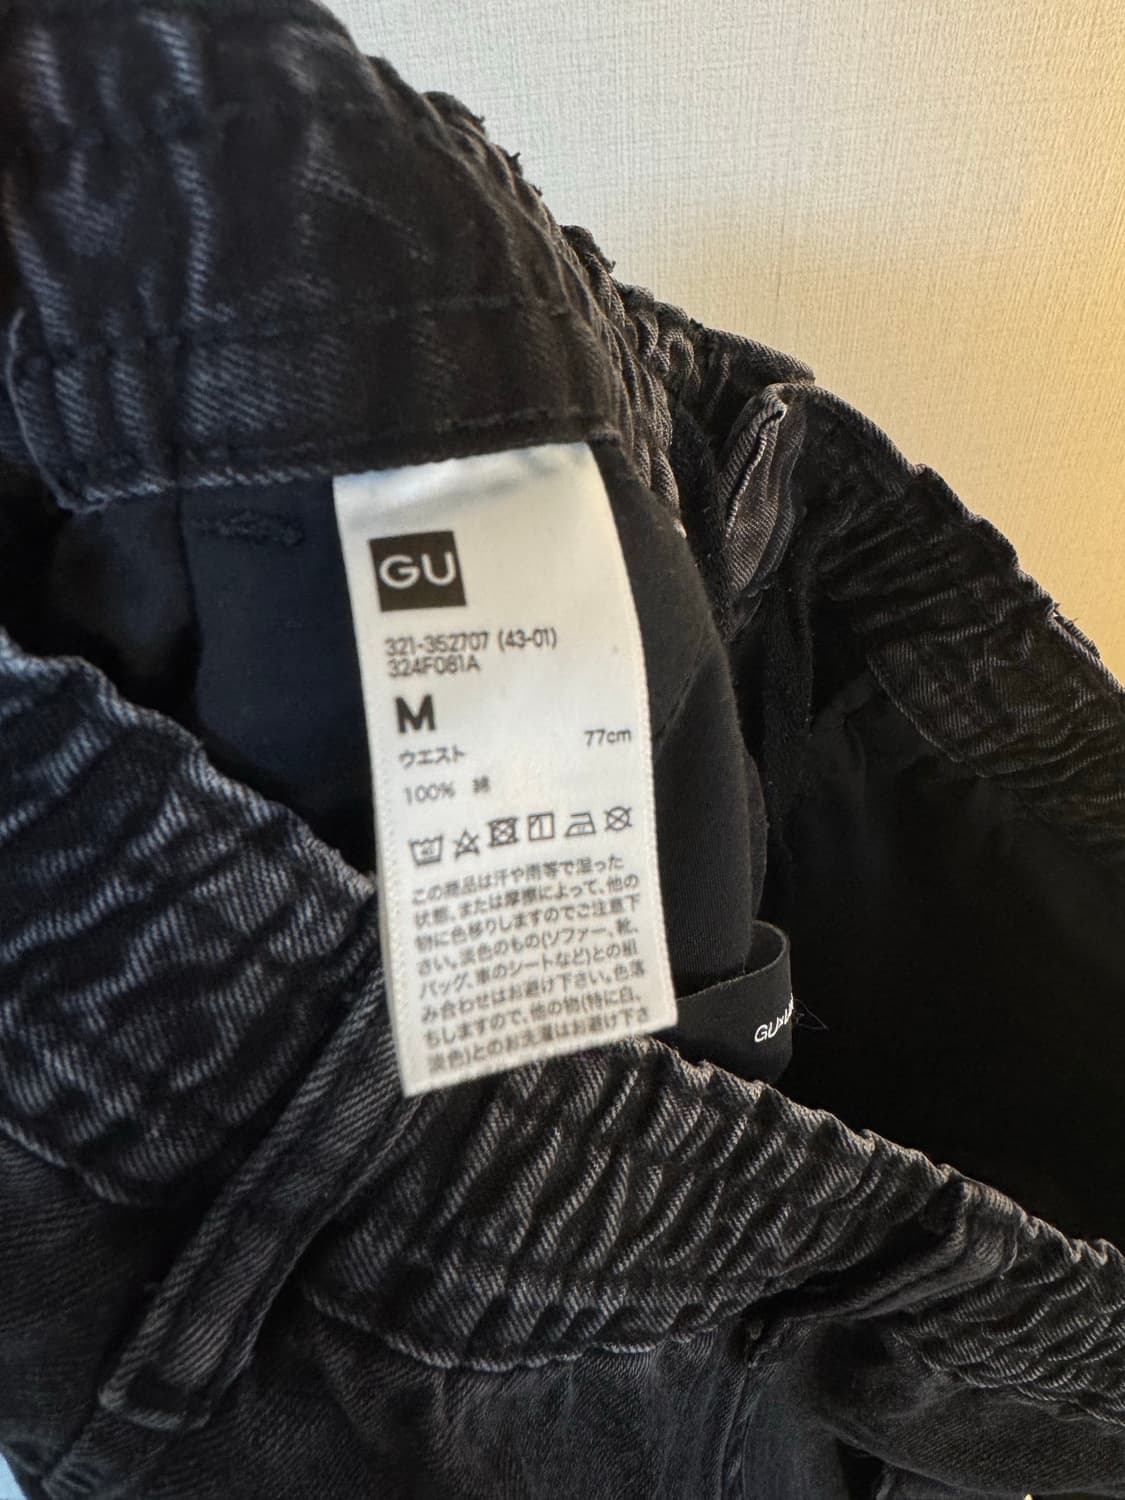 GU
321-352707 (43-01)
324F081A
M
ウエスト 77cm
100% 綿
この商品は汗や雨等で湿った
状態、または摩擦によって、他の
物に色移りしますのでご注意下
さい。淡色のもの(ソファー、靴、
バッグ、車のシートなど)との組
み合わせはお避け下さい。色落
ちしますので、他の物(特に白、
淡色)とのお洗濯はお避け下さ
GU×U